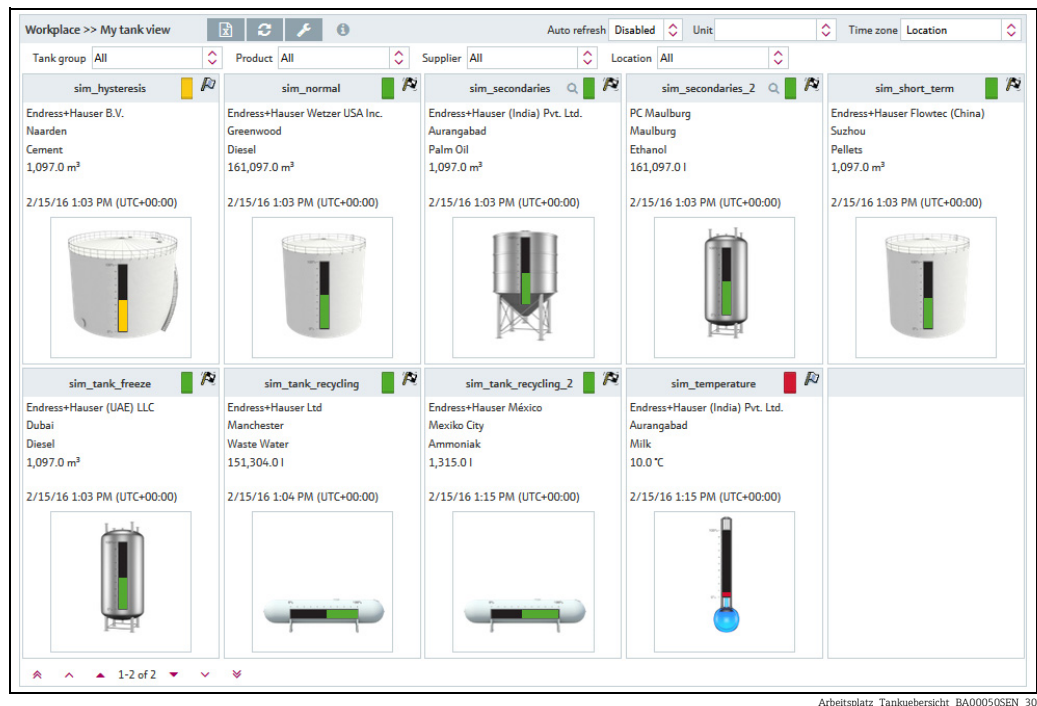 Workplace >> My tank view Auto refresh Disabled Unit Time zone Location
Tank group All Product All Supplier All Location All
sim_hysteresis
Endress+Hauser B.V.
Naarden
Cement
1,097.0 m³
2/15/16 1:03 PM (UTC+00:00)
sim_normal
Endress+Hauser Wetzer USA Inc.
Greenwood
Diesel
161,097.0 m³
2/15/16 1:03 PM (UTC+00:00)
sim_secondaries
Endress+Hauser (India) Pvt. Ltd.
Aurangabad
Palm Oil
1,097.0 m³
2/15/16 1:03 PM (UTC+00:00)
sim_secondaries_2
PC Maulburg
Maulburg
Ethanol
161,097.0 l
2/15/16 1:03 PM (UTC+00:00)
sim_short_term
Endress+Hauser Flowtec (China)
Suzhou
Pellets
1,097.0 m³
2/15/16 1:03 PM (UTC+00:00)
sim_tank_freeze
Endress+Hauser (UAE) LLC
Dubai
Diesel
1,097.0 m³
2/15/16 1:03 PM (UTC+00:00)
sim_tank_recycling
Endress+Hauser Ltd
Manchester
Waste Water
151,304.0 l
2/15/16 1:04 PM (UTC+00:00)
sim_tank_recycling_2
Endress+Hauser México
Mexiko City
Ammoniak
1,315.0 l
2/15/16 1:15 PM (UTC+00:00)
sim_temperature
Endress+Hauser (India) Pvt. Ltd.
Aurangabad
Milk
10.0 °C
2/15/16 1:15 PM (UTC+00:00)
1-2 of 2
Arbeitsplatz_Tankuebersicht_BA00050SEN_30